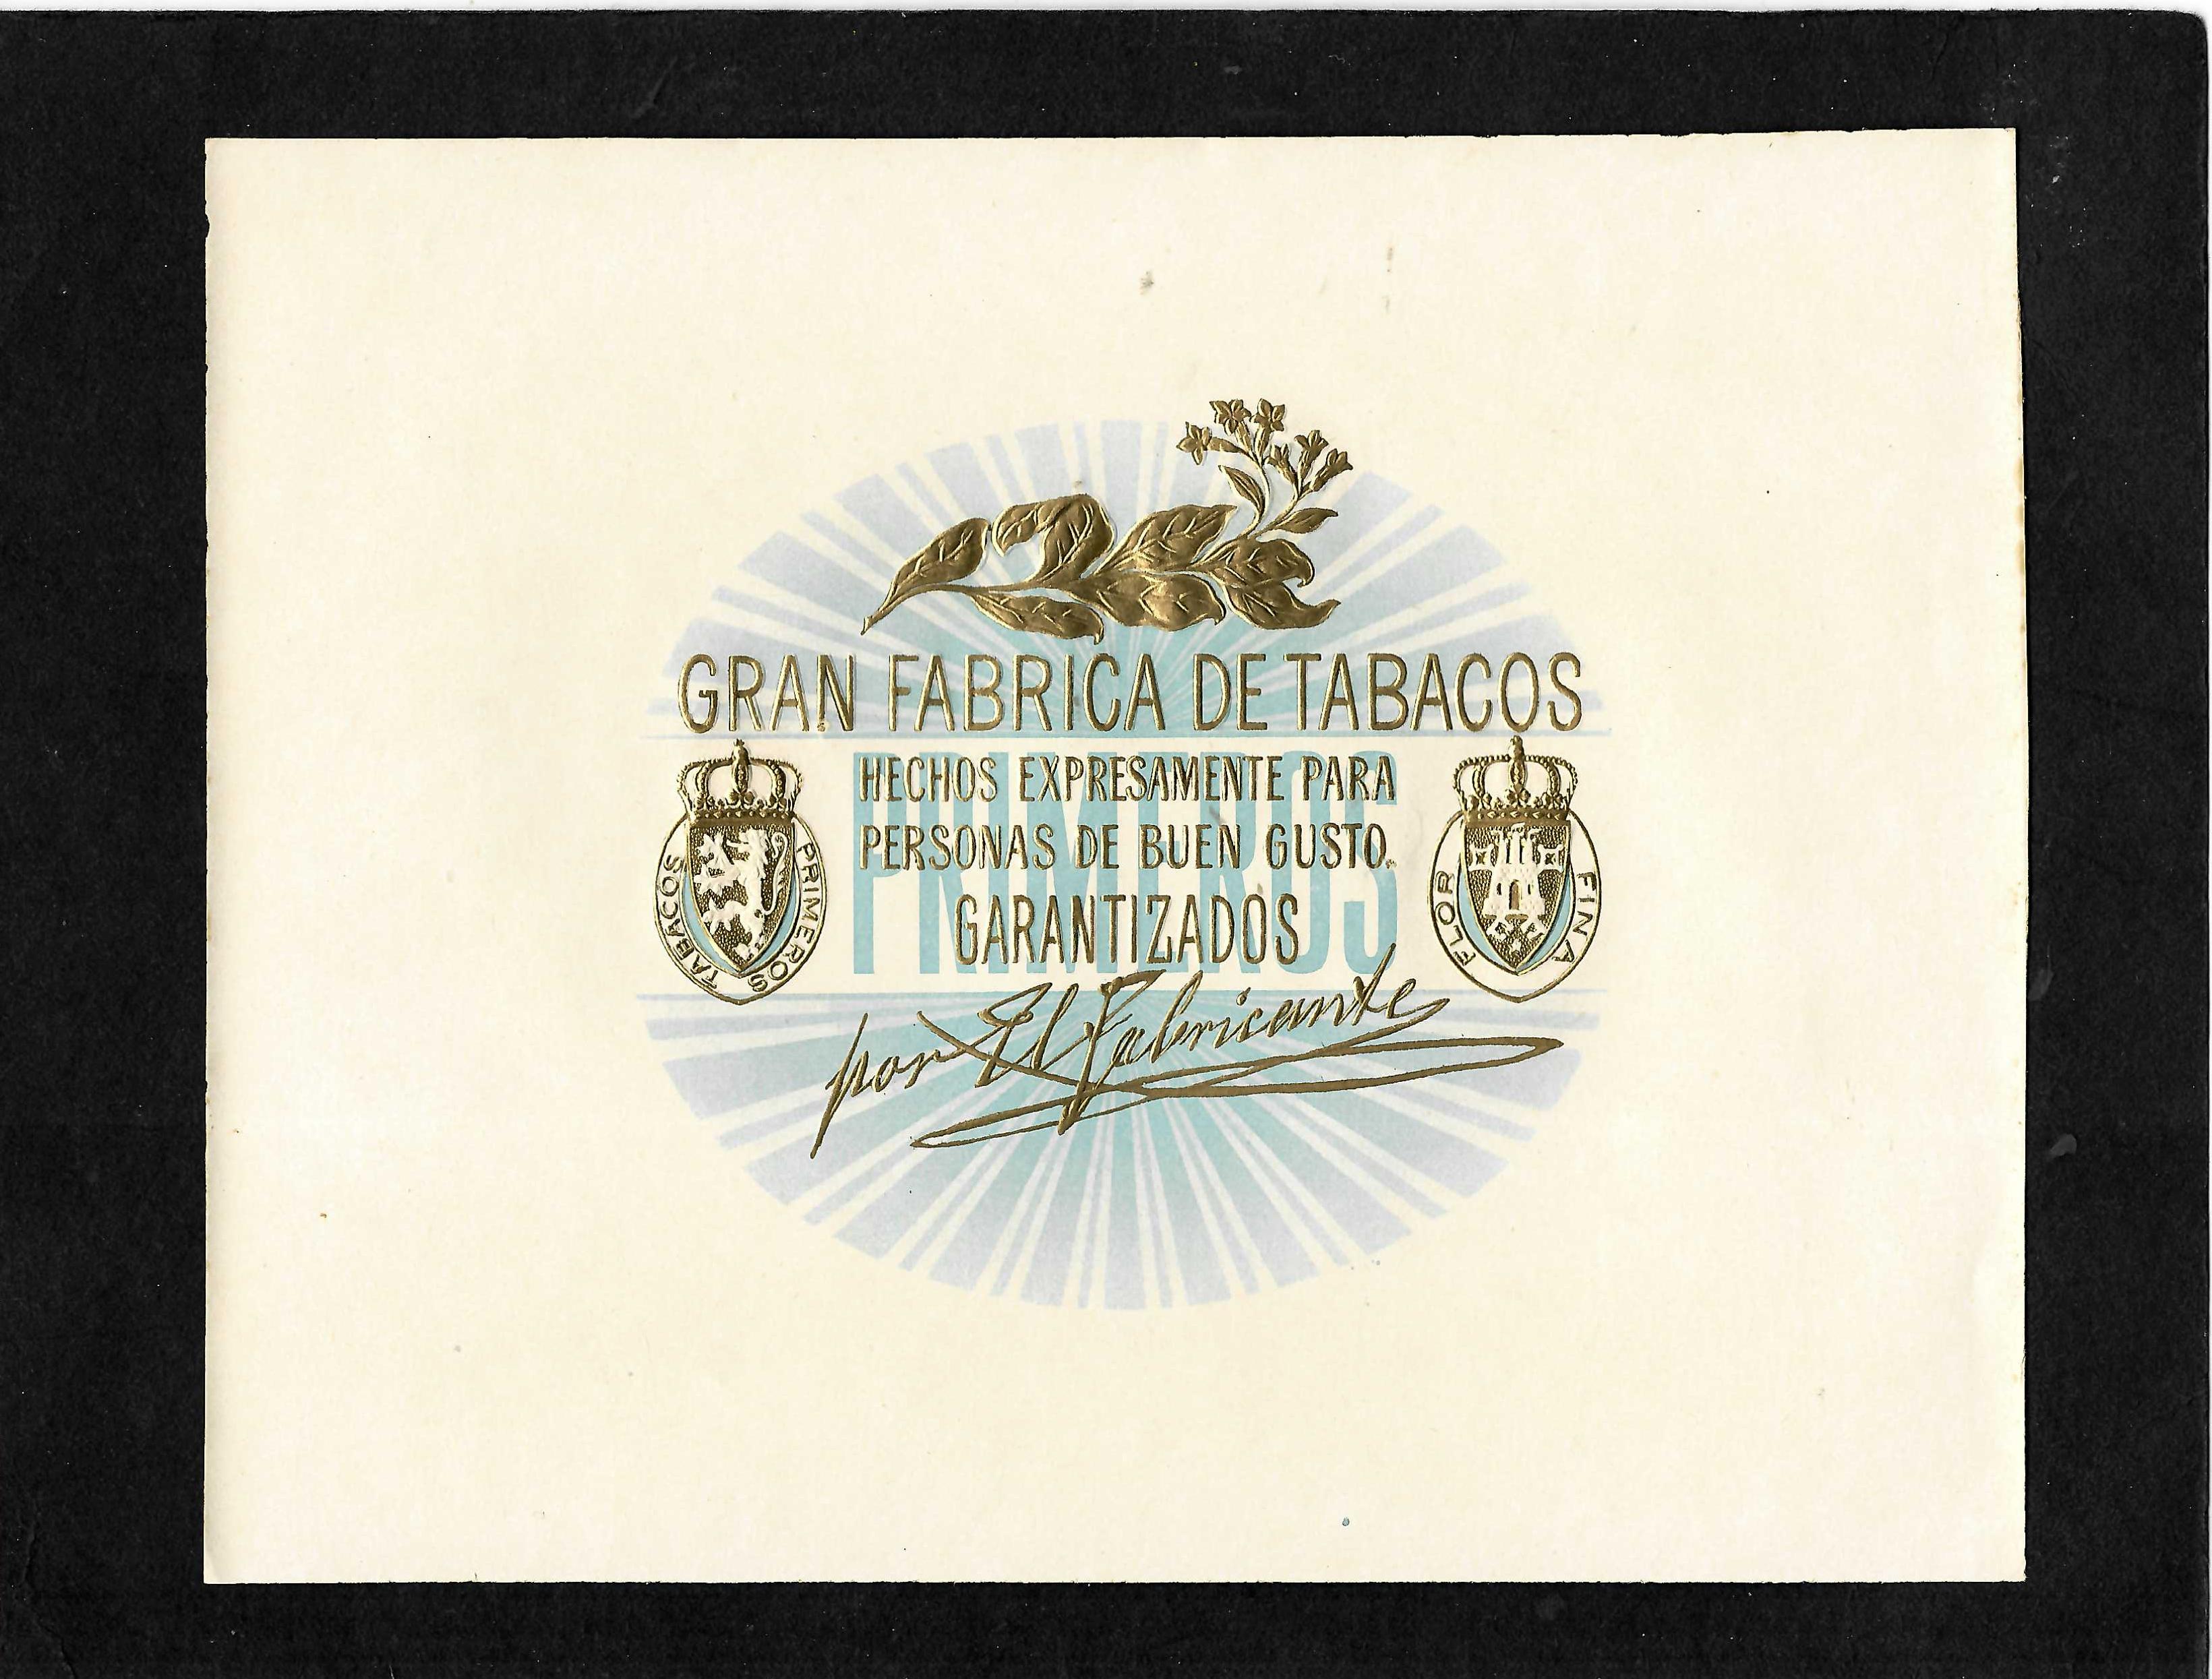 GRAN FABRICA DE TABACOS
PRIMEROS
HECHOS EXPRESAMENTE PARA
PERSONAS DE BUEN GUSTO.
GARANTIZADOS
por El Fabricante
TABACOS PRIMEROS
FLOR FINA